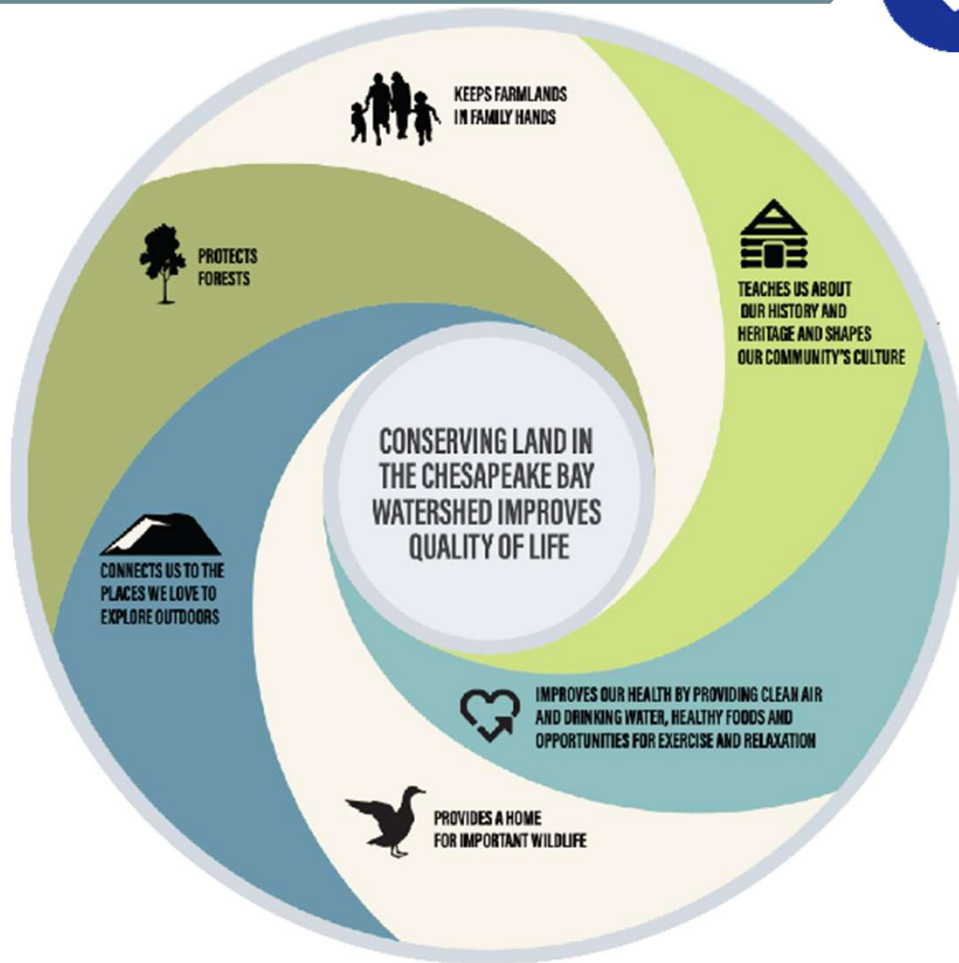 KEEPS FARMLANDS
IN FAMILY HANDS
TEACHES US ABOUT
OUR HISTORY AND
HERITAGE AND SHAPES
OUR COMMUNITY'S CULTURE
IMPROVES OUR HEALTH BY PROVIDING CLEAN AIR
AND DRINKING WATER, HEALTHY FOODS AND
OPPORTUNITIES FOR EXERCISE AND RELAXATION
PROVIDES A HOME
FOR IMPORTANT WILDLIFE
CONNECTS US TO THE
PLACES WE LOVE TO
EXPLORE OUTDOORS
PROTECTS
FORESTS
CONSERVING LAND IN
THE CHESAPEAKE BAY
WATERSHED IMPROVES
QUALITY OF LIFE